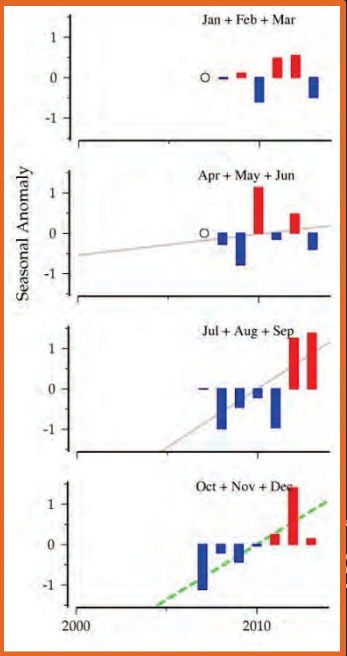 Jan + Feb + Mar
1
0
-1
Apr + May + Jun
1
0
-1
Seasonal Anomaly
Jul + Aug + Sep
1
0
-1
Oct + Nov + Dec
1
0
-1
2000 2010